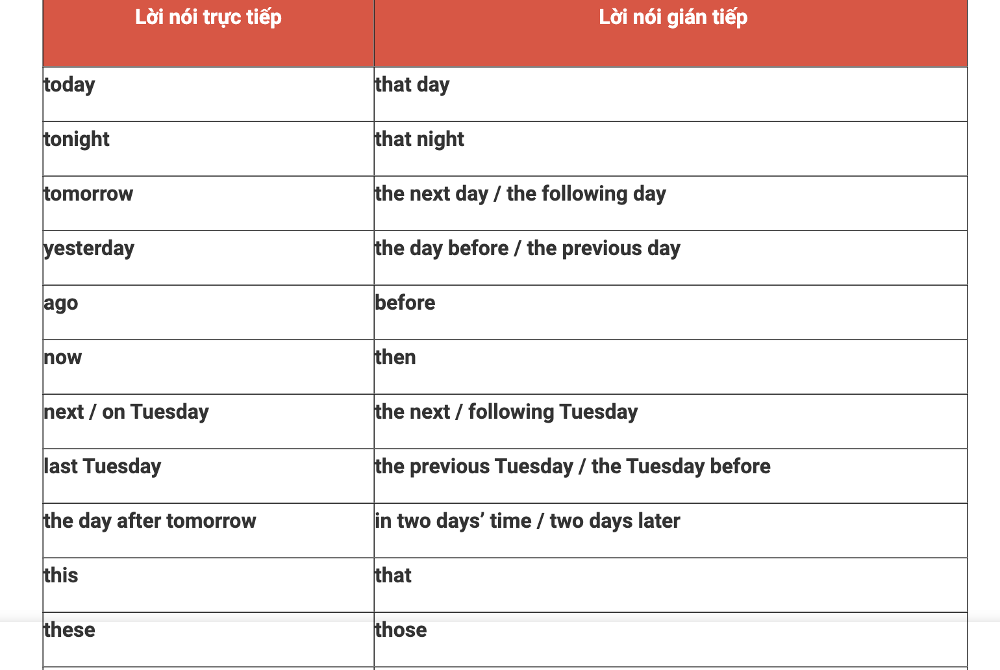 Lời nói trực tiếp Lời nói gián tiếp
today that day
tonight that night
tomorrow the next day / the following day
yesterday the day before / the previous day
ago before
now then
next / on Tuesday the next / following Tuesday
last Tuesday the previous Tuesday / the Tuesday before
the day after tomorrow in two days’ time / two days later
this that
these those